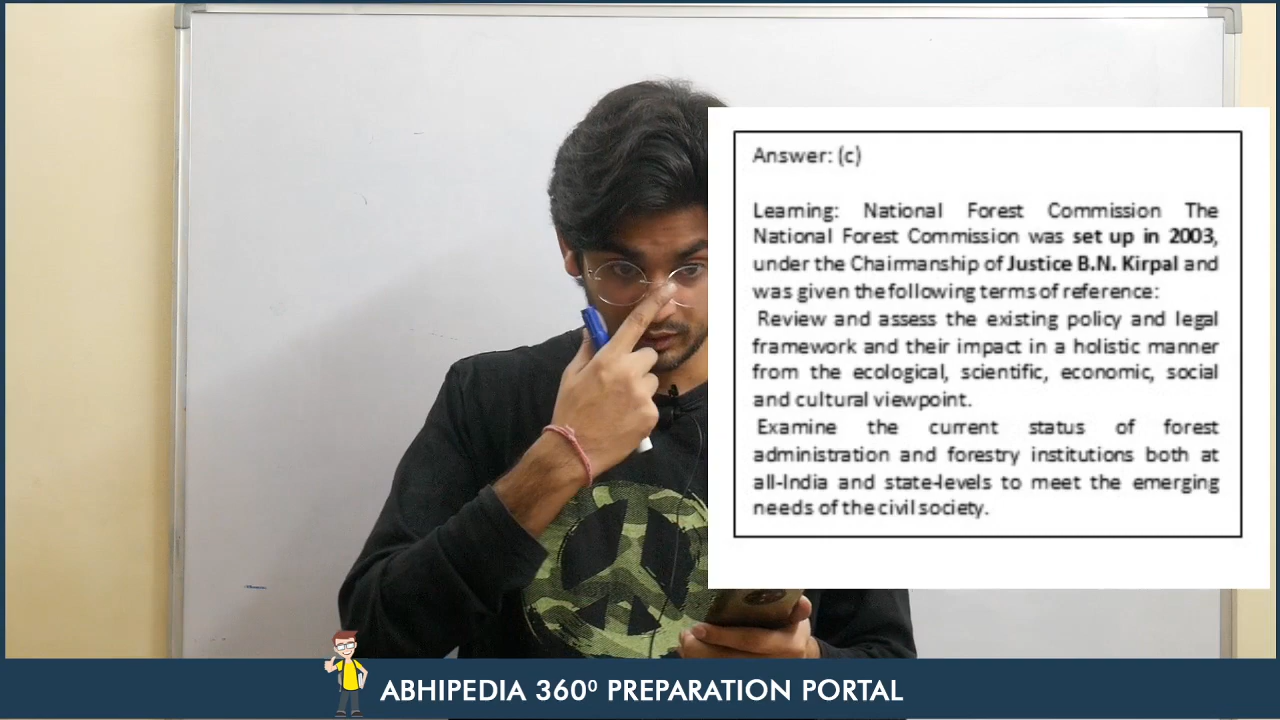 Answer: (c)
Learning: National Forest Commission The
National Forest Commission was set up in 2003,
under the Chairmanship of Justice B.N. Kirpal and
was given the following terms of reference:
Review and assess the existing policy and legal
framework and their impact in a holistic manner
from the ecological, scientific, economic, social
and cultural viewpoint.
Examine the current status of forest
administration and forestry institutions both at
all-India and state-levels to meet the emerging
needs of the civil society.
ABHIPEDIA 360⁰ PREPARATION PORTAL